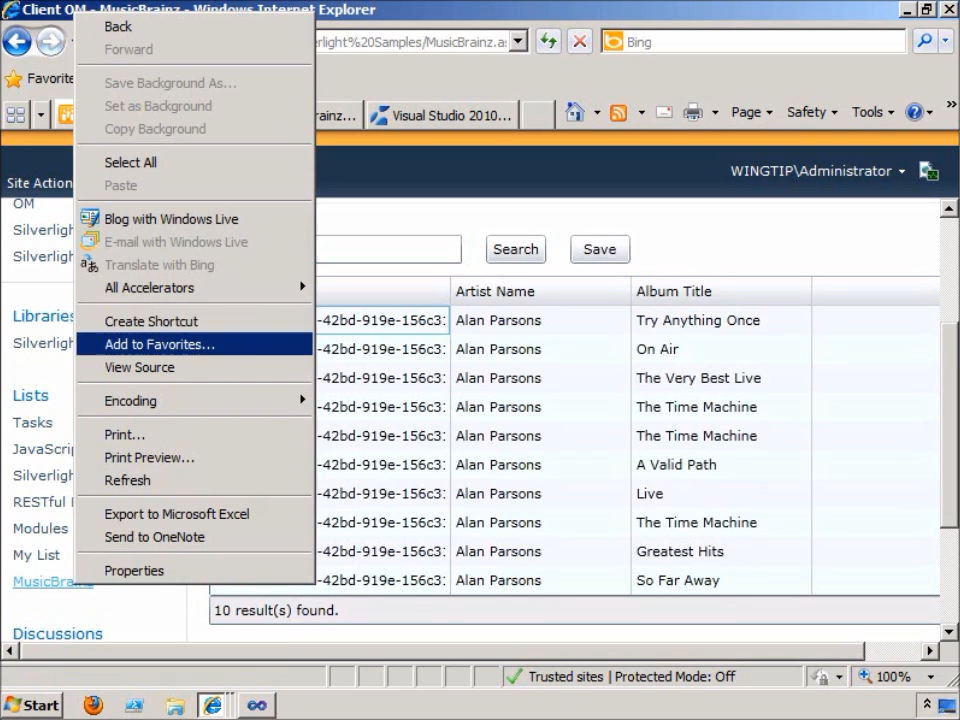 Client OM - MusicBrainz - Windows Internet Explorer
erlight%20Samples/MusicBrainz.a
Bing
Favorite
rainz...
Visual Studio 2010...
Page
Safety
Tools
Site Action
WINGTIP\Administrator
Back
Forward
Save Background As...
Set as Background
Copy Background
Select All
Paste
Blog with Windows Live
E-mail with Windows Live
Translate with Bing
All Accelerators
Create Shortcut
Add to Favorites...
View Source
Encoding
Print...
Print Preview...
Refresh
Export to Microsoft Excel
Send to OneNote
Properties
OM
Silverligh
Silverligh
Libraries
Silverligh
Lists
Tasks
JavaScri
Silverligh
RESTful
Modules
My List
MusicBrainz
Discussions
Search
Save
Artist Name Album Title
-42bd-919e-156c3 Alan Parsons Try Anything Once
-42bd-919e-156c3 Alan Parsons On Air
-42bd-919e-156c3 Alan Parsons The Very Best Live
-42bd-919e-156c3 Alan Parsons The Time Machine
-42bd-919e-156c3 Alan Parsons The Time Machine
-42bd-919e-156c3 Alan Parsons A Valid Path
-42bd-919e-156c3 Alan Parsons Live
-42bd-919e-156c3 Alan Parsons The Time Machine
-42bd-919e-156c3 Alan Parsons Greatest Hits
-42bd-919e-156c3 Alan Parsons So Far Away
10 result(s) found.
Trusted sites | Protected Mode: Off
100%
Start